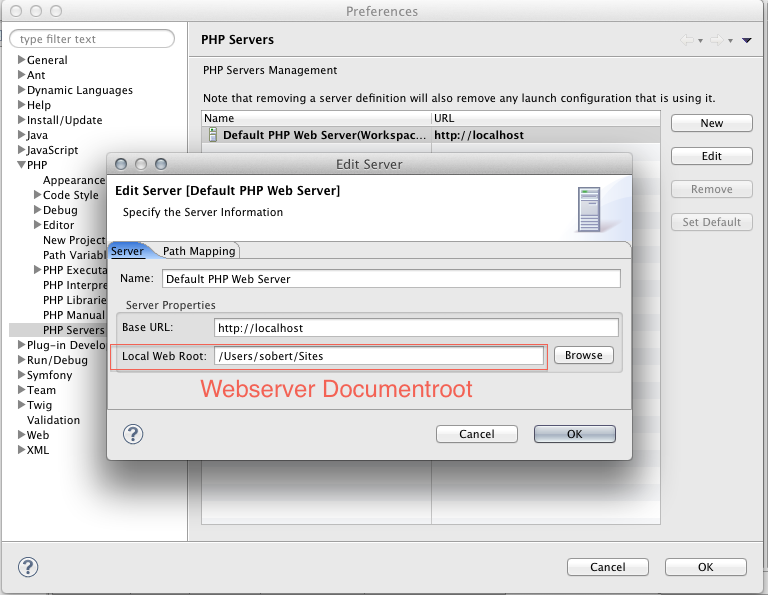 Preferences
type filter text
General
Ant
Dynamic Languages
Help
Install/Update
Java
JavaScript
PHP
Appearance
Code Style
Debug
Editor
New Project
Path Variab
PHP Executa
PHP Interpre
PHP Librarie
PHP Manual
PHP Servers
Plug-in Develo
Run/Debug
Symfony
Team
Twig
Validation
Web
XML
PHP Servers
PHP Servers Management
Note that removing a server definition will also remove any launch configuration that is using it.
Name URL
Default PHP Web Server(Workspac... http://localhost
New
Edit
Remove
Set Default
Edit Server
Edit Server [Default PHP Web Server]
Specify the Server Information
Server Path Mapping
Name: Default PHP Web Server
Server Properties
Base URL: http://localhost
Local Web Root: /Users/sobert/Sites Browse
Webserver Documentroot
? Cancel OK
? Cancel OK